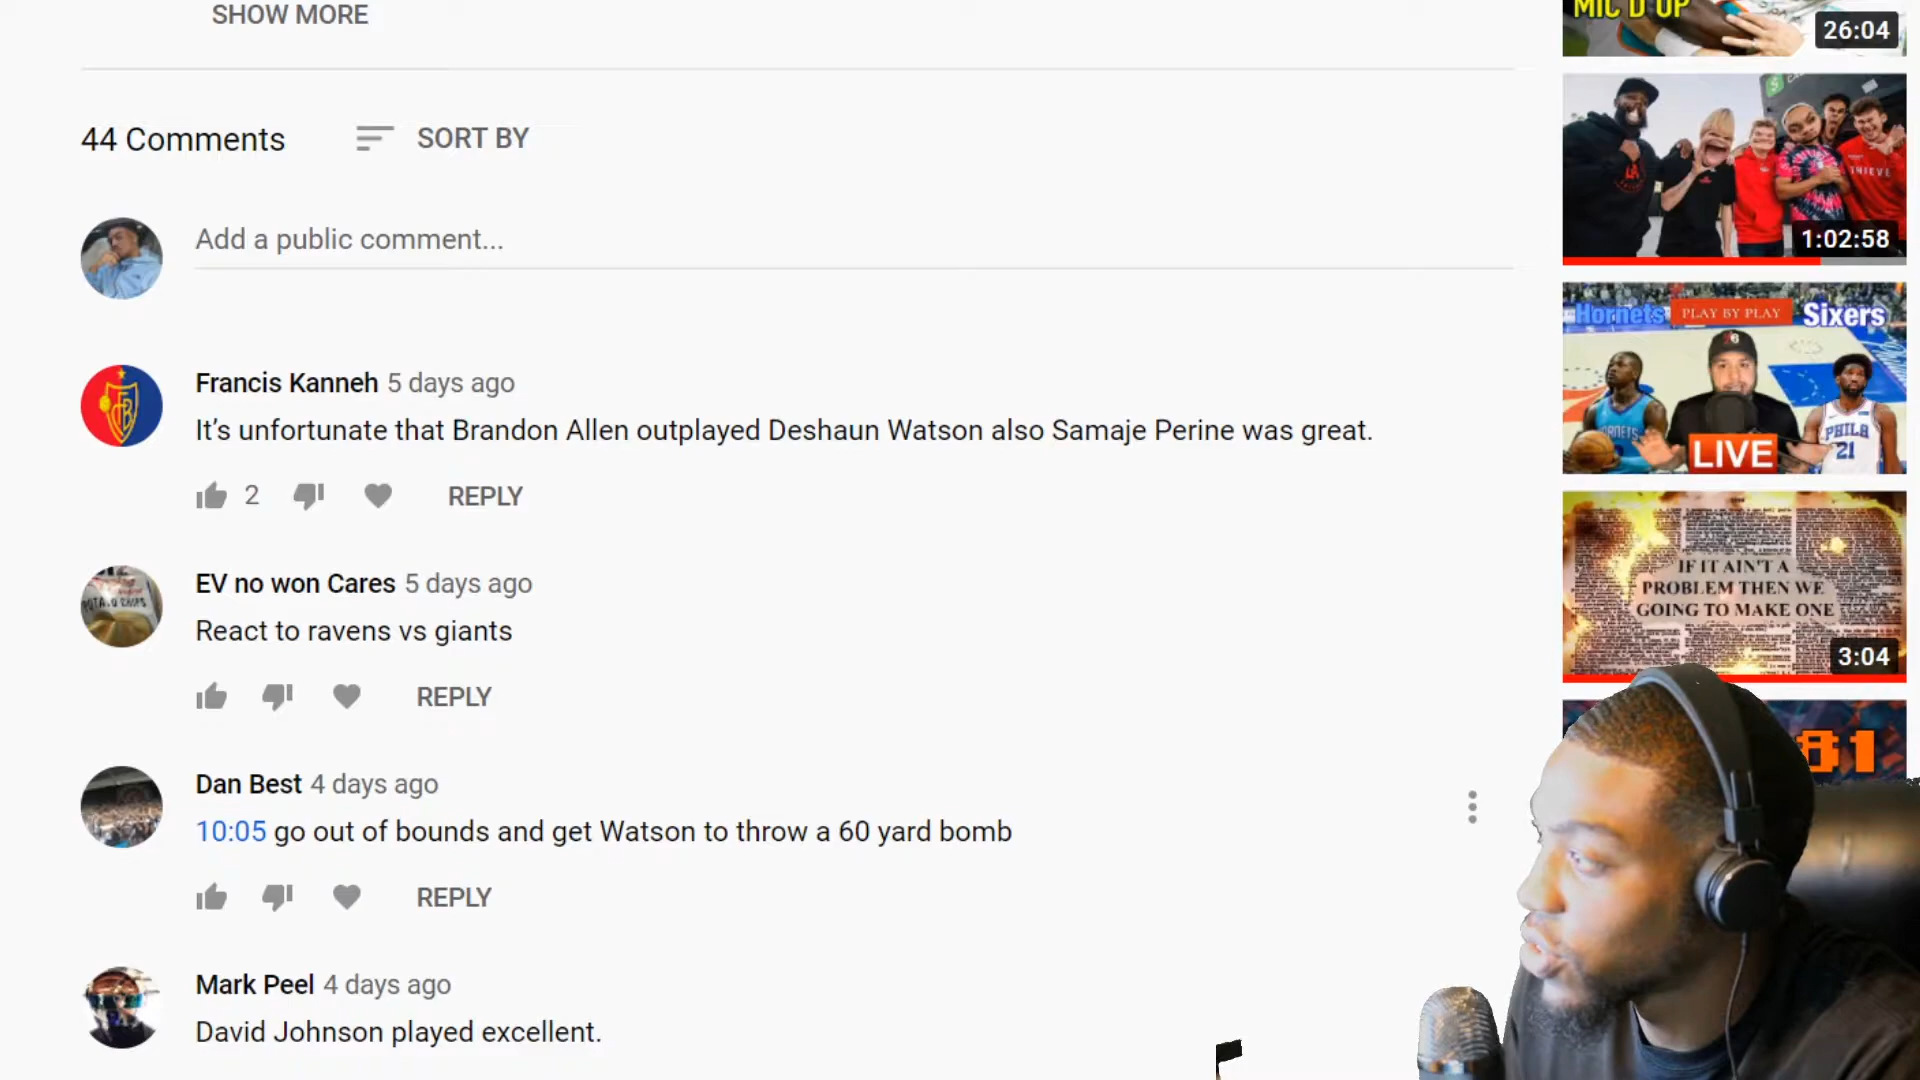 SHOW MORE
44 Comments
SORT BY
Add a public comment...
Francis Kanneh 5 days ago
It’s unfortunate that Brandon Allen outplayed Deshaun Watson also Samaje Perine was great.
2
REPLY
EV no won Cares 5 days ago
React to ravens vs giants
REPLY
Dan Best 4 days ago
10:05 go out of bounds and get Watson to throw a 60 yard bomb
REPLY
Mark Peel 4 days ago
David Johnson played excellent.
MIC'D UP
26:04
THIEVE
1:02:58
Hornets PLAY BY PLAY Sixers
PHILA
21
LIVE
IF IT AIN'T A
PROBLEM THEN WE
GOING TO MAKE ONE
3:04